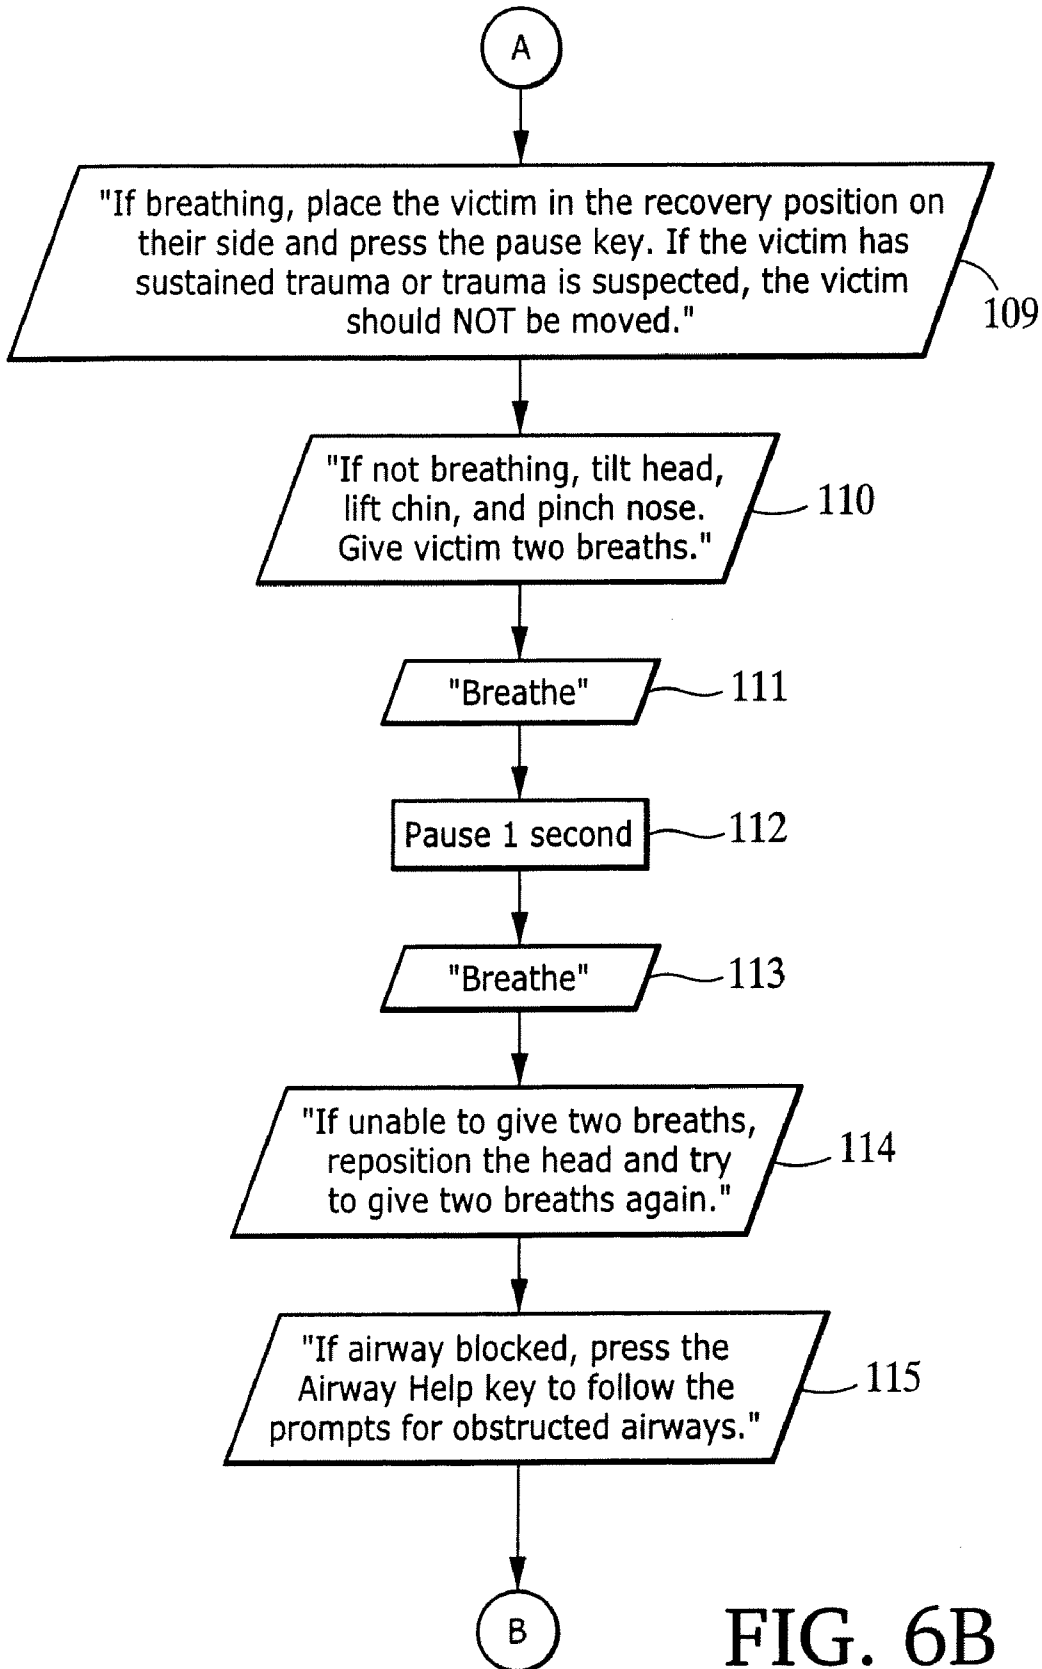 A
"If breathing, place the victim in the recovery position on
their side and press the pause key. If the victim has
sustained trauma or trauma is suspected, the victim
should NOT be moved."
109
"If not breathing, tilt head,
lift chin, and pinch nose.
Give victim two breaths."
110
"Breathe"
111
Pause 1 second
112
"Breathe"
113
"If unable to give two breaths,
reposition the head and try
to give two breaths again."
114
"If airway blocked, press the
Airway Help key to follow the
prompts for obstructed airways."
115
B
FIG. 6B